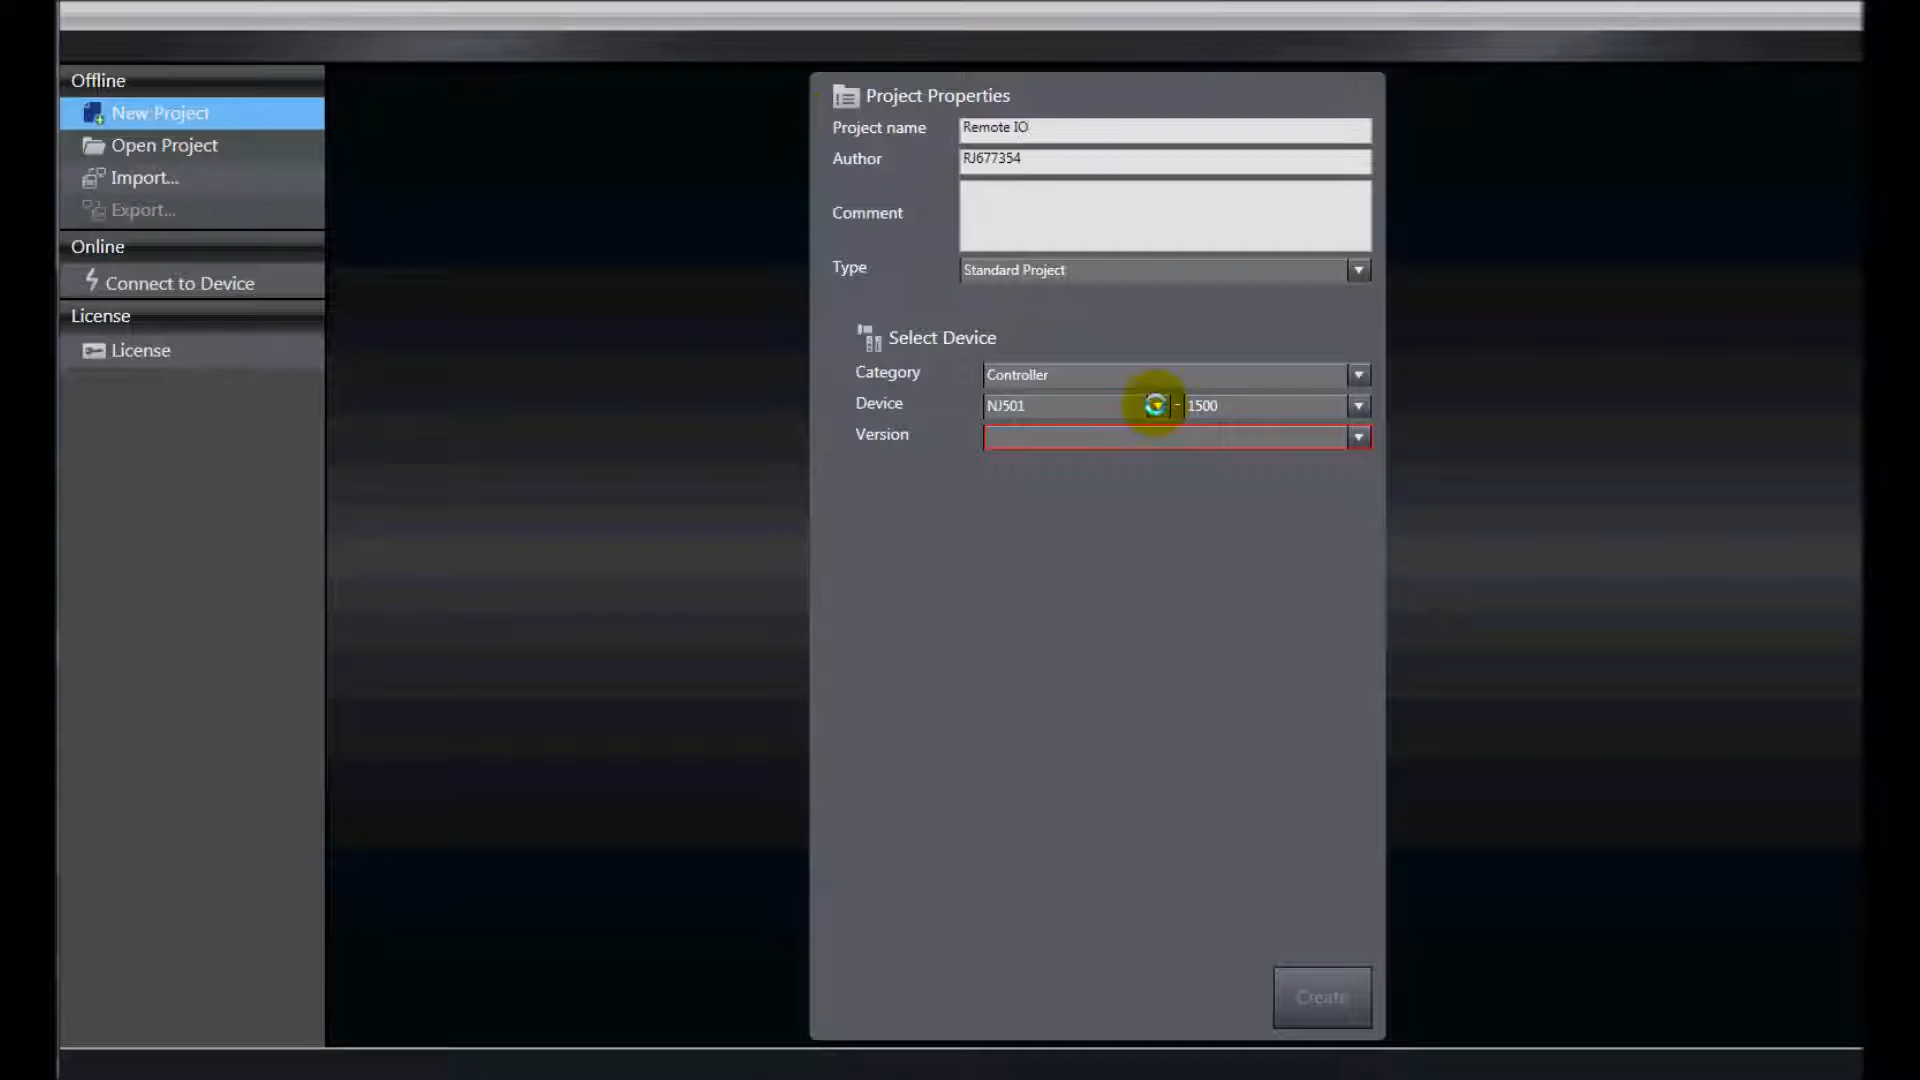 Offline
New Project
Open Project
Import...
Export...
Online
Connect to Device
License
License
Project Properties
Project name Remote IO
Author RJ677354
Comment
Type Standard Project
Select Device
Category Controller
Device NJ501 - 1500
Version
Create